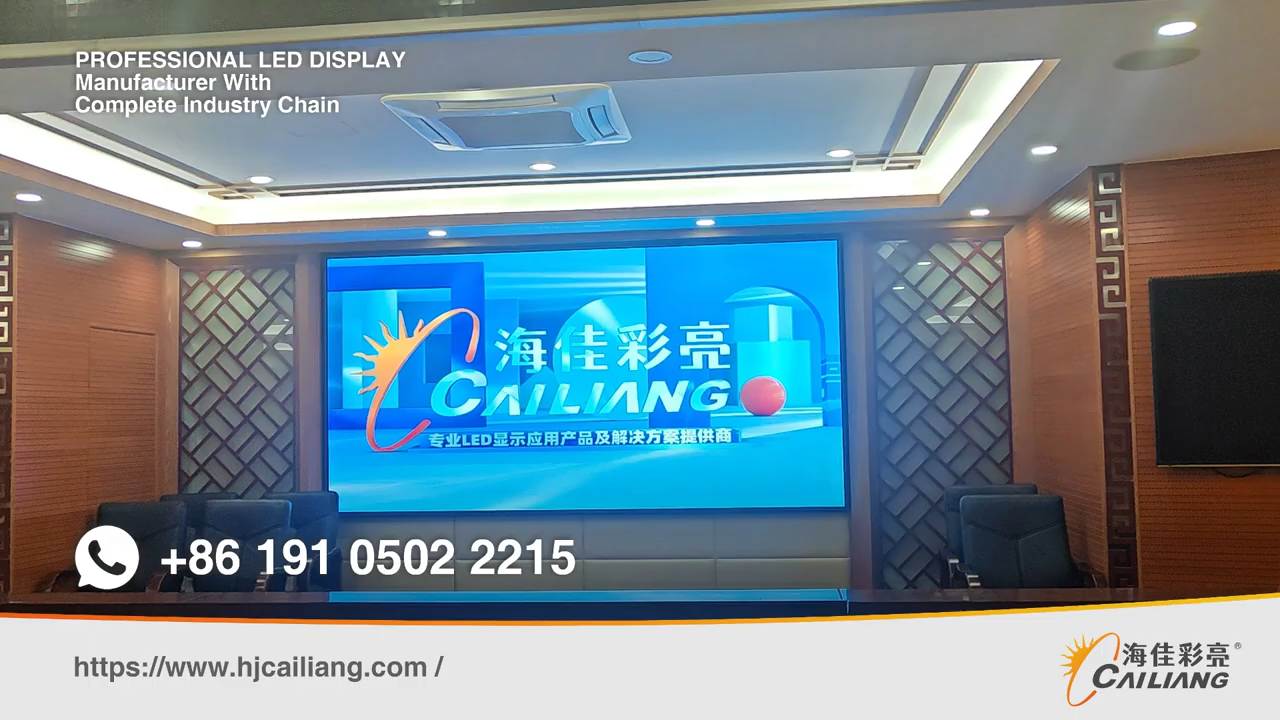 PROFESSIONAL LED DISPLAY
Manufacturer With
Complete Industry Chain
海佳彩亮
CAILIANG
专业LED显示应用产品及解决方案提供商
+86 191 0502 2215
https://www.hjcailiang.com /
海佳彩亮®
CAILIANG